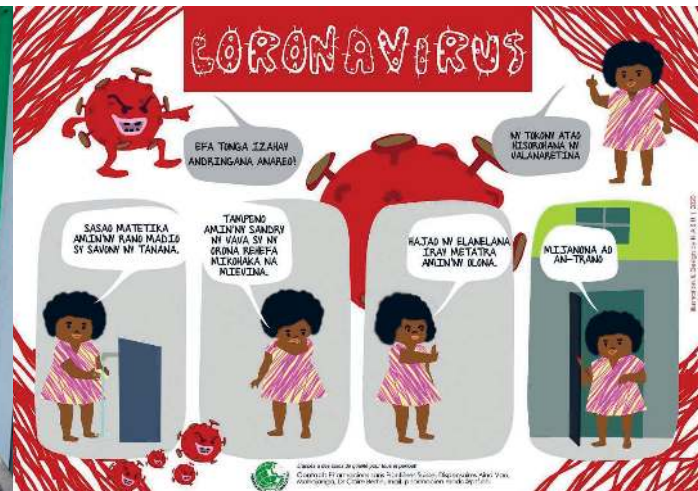 CORONAVIRUS
EFA TONGA IZAHAY
ANDRINGANA ANAREO!
NY TOKONY ATAO
HISOROHANA NY
VALANARETINA
SASAO MATETIKA
AMIN'NY RANO MADIO
SY SAVONY NY TANANA.
TAMPENO
AMIN'NY SANDRY
NY VAVA SY NY
ORONA REHEFA
MIKOHAKA NA
MIEVINA.
HAJAO NY ELANELANA
IRAY METATRA
AMIN'NY OLONA.
MIJANONA AO
AN-TRANO